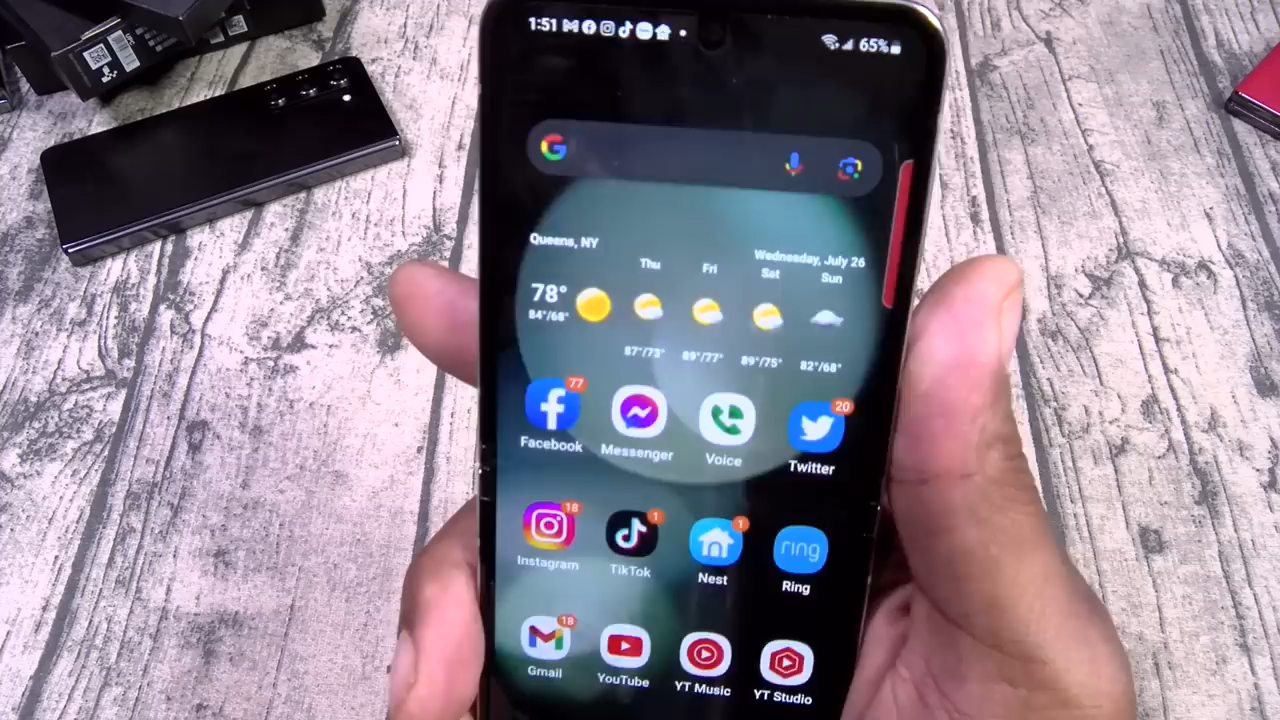 1:51
65%
Queens, NY
Wednesday, July 26
Thu
Fri
Sat
Sun
78°
84°/68°
87°/73°
89°/77°
89°/75°
82°/68°
77
20
Facebook
Messenger
Voice
Twitter
18
1
1
ring
Instagram
TikTok
Nest
Ring
18
Gmail
YouTube
YT Music
YT Studio
UPC